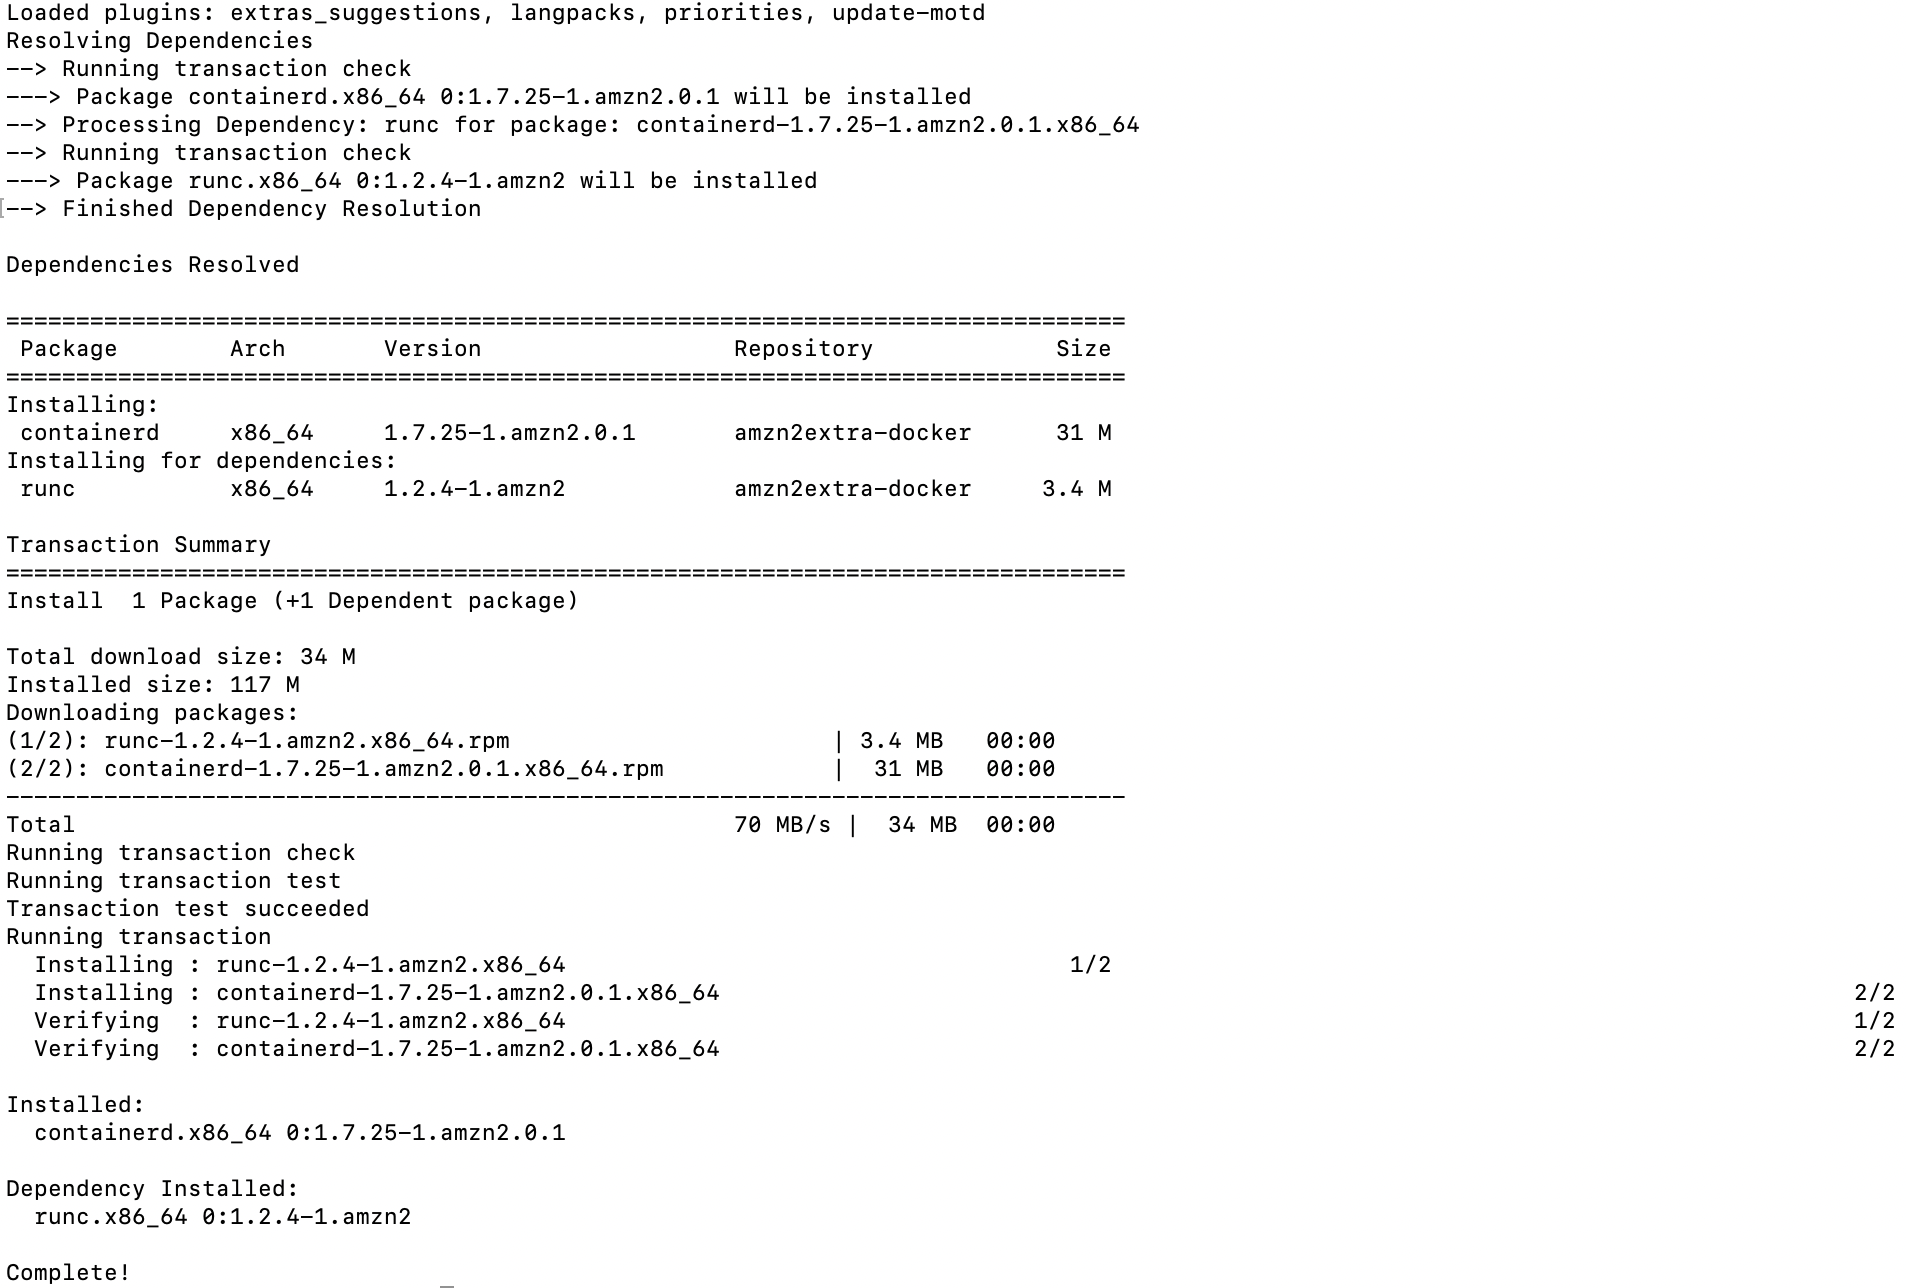 Loaded plugins: extras_suggestions, langpacks, priorities, update-motd
Resolving Dependencies
--> Running transaction check
---> Package containerd.x86_64 0:1.7.25-1.amzn2.0.1 will be installed
--> Processing Dependency: runc for package: containerd-1.7.25-1.amzn2.0.1.x86_64
--> Running transaction check
---> Package runc.x86_64 0:1.2.4-1.amzn2 will be installed
--> Finished Dependency Resolution

Dependencies Resolved

================================================================================
 Package        Arch       Version                  Repository             Size
================================================================================
Installing:
 containerd     x86_64     1.7.25-1.amzn2.0.1       amzn2extra-docker      31 M
Installing for dependencies:
 runc           x86_64     1.2.4-1.amzn2            amzn2extra-docker     3.4 M

Transaction Summary
================================================================================
Install  1 Package (+1 Dependent package)

Total download size: 34 M
Installed size: 117 M
Downloading packages:
(1/2): runc-1.2.4-1.amzn2.x86_64.rpm                       | 3.4 MB   00:00
(2/2): containerd-1.7.25-1.amzn2.0.1.x86_64.rpm            |  31 MB   00:00
--------------------------------------------------------------------------------
Total                                               70 MB/s |  34 MB  00:00
Running transaction check
Running transaction test
Transaction test succeeded
Running transaction
  Installing : runc-1.2.4-1.amzn2.x86_64                                    1/2
  Installing : containerd-1.7.25-1.amzn2.0.1.x86_64                         2/2
  Verifying  : runc-1.2.4-1.amzn2.x86_64                                    1/2
  Verifying  : containerd-1.7.25-1.amzn2.0.1.x86_64                         2/2

Installed:
  containerd.x86_64 0:1.7.25-1.amzn2.0.1

Dependency Installed:
  runc.x86_64 0:1.2.4-1.amzn2

Complete!